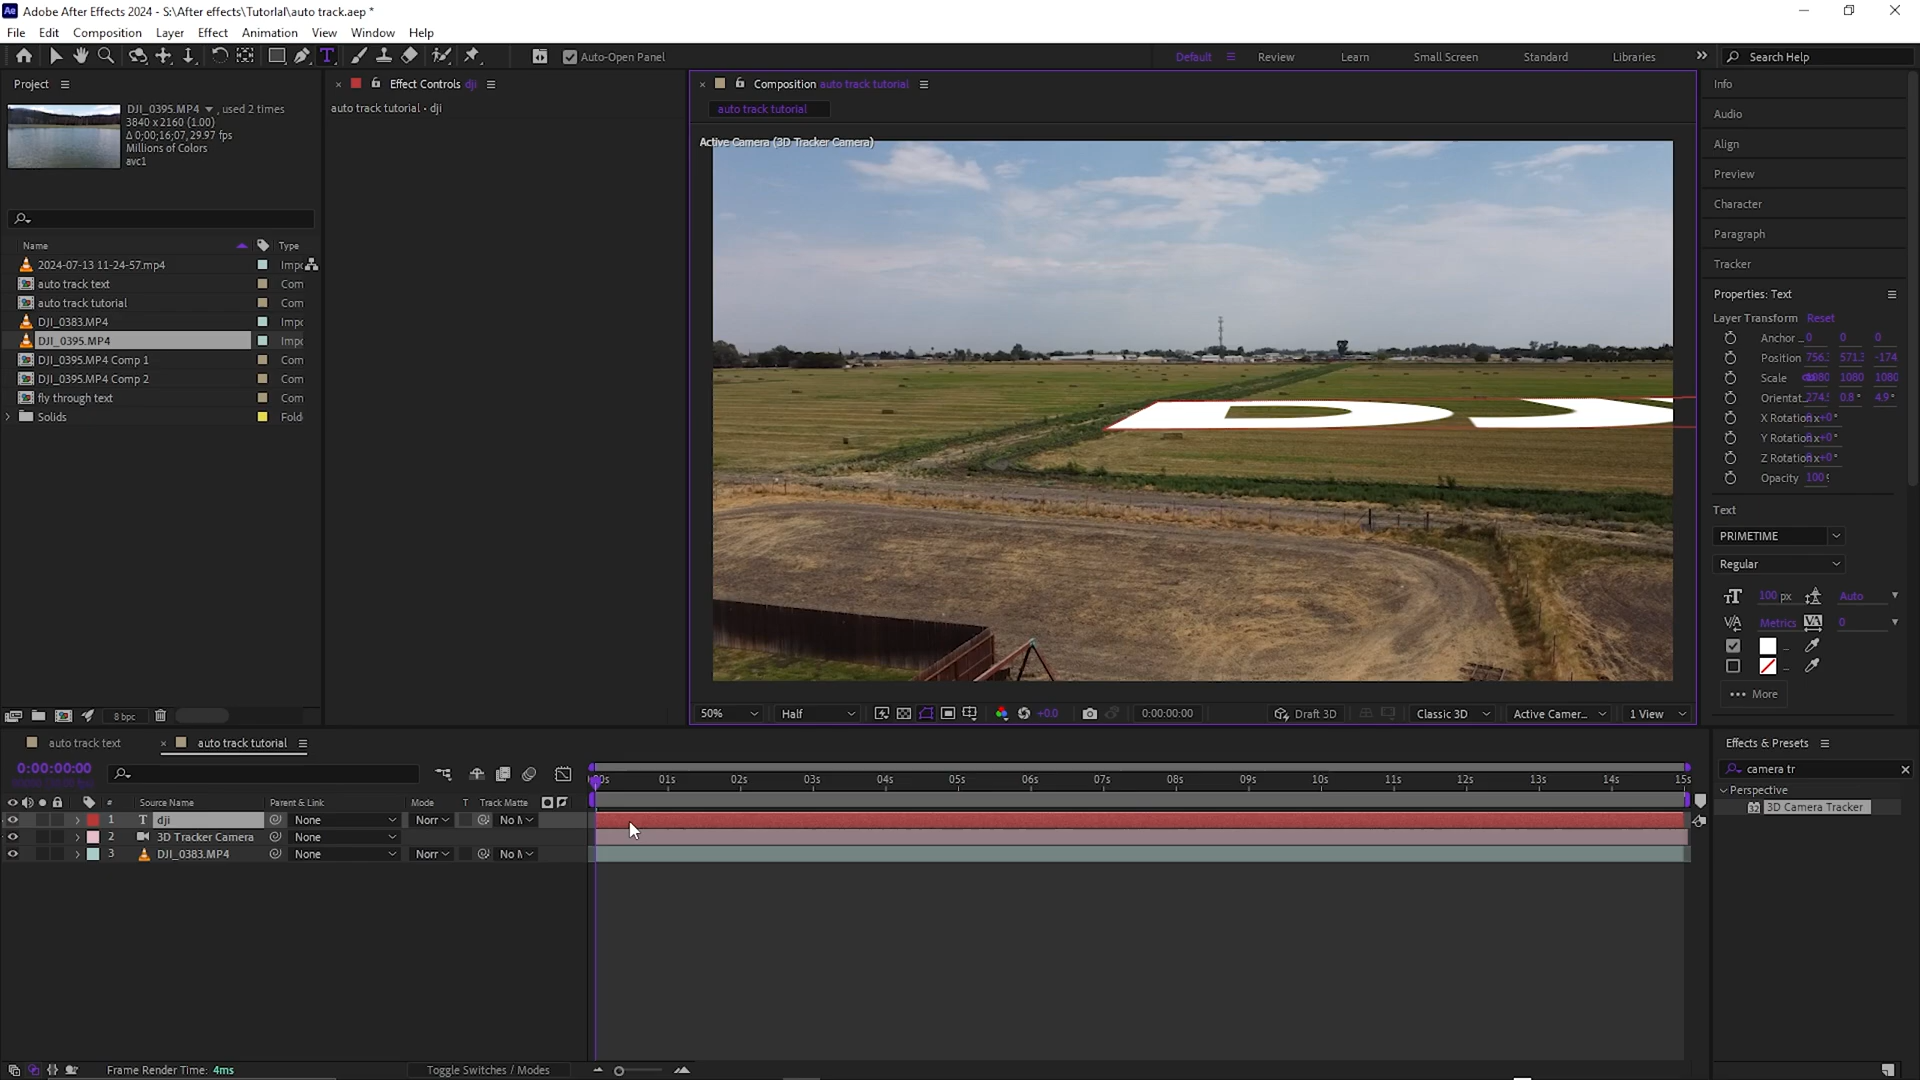 Adobe After Effects 2024 - S:\After effects\Tutorlal\auto track.aep *
File Edit Composition Layer Effect Animation View Window Help
Auto-Open Panel Default Review Learn Small Screen Standard Libraries Search Help
Project
DJI_0395.MP4 , used 2 times
3840 x 2160 (1.00)
Δ 0;00;16;07, 29.97 fps
Millions of Colors
avc1
Name Type
2024-07-13 11-24-57.mp4 Impc
auto track text Com
auto track tutorial Com
DJI_0383.MP4 Impc
DJI_0395.MP4 Impc
DJI_0395.MP4 Comp 1 Com
DJI_0395.MP4 Comp 2 Com
fly through text Com
Solids Fold
8 bpc
Effect Controls dji
auto track tutorial • dji
Composition auto track tutorial
auto track tutorial
Active Camera (3D Tracker Camera)
50% Half +0.0 0:00:00:00 Draft 3D Classic 3D Active Camer... 1 View
Info
Audio
Align
Preview
Character
Paragraph
Tracker
Properties: Text
Layer Transform Reset
Anchor .. 0 0 0
Position 756. 571. -174
Scale 1080 1080 1080
Orientat.. 274. 0.8 ° 4.9 °
X Rotation
Y Rotation
Z Rotation
Opacity 100
Text
PRIMETIME
Regular
100 px Auto
Metrics 0
More
auto track text auto track tutorial
0:00:00:00
# Source Name Parent & Link Mode T Track Matte
1 T dji None Norr No M
2 3D Tracker Camera None
3 DJI_0383.MP4 None Norr No M
01s 02s 03s 04s 05s 06s 07s 08s 09s 10s 11s 12s 13s 14s 15s
Frame Render Time: 4ms Toggle Switches / Modes
Effects & Presets
camera tr
Perspective
3D Camera Tracker